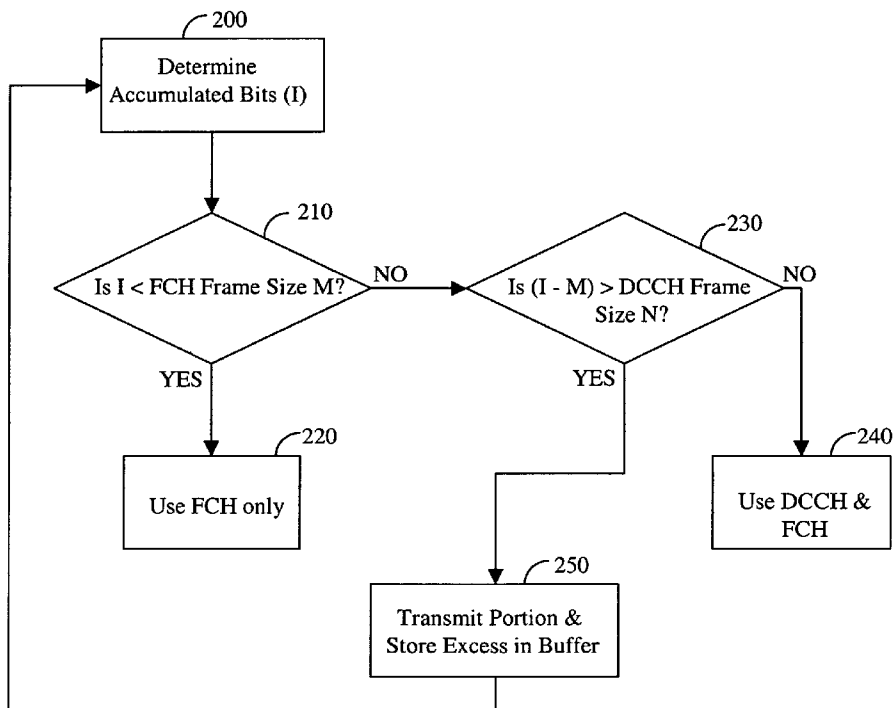 200
Determine
Accumulated Bits (I)
210
Is I < FCH Frame Size M?
NO
YES
230
Is (I - M) > DCCH Frame
Size N?
NO
YES
220
Use FCH only
240
Use DCCH &
FCH
250
Transmit Portion &
Store Excess in Buffer